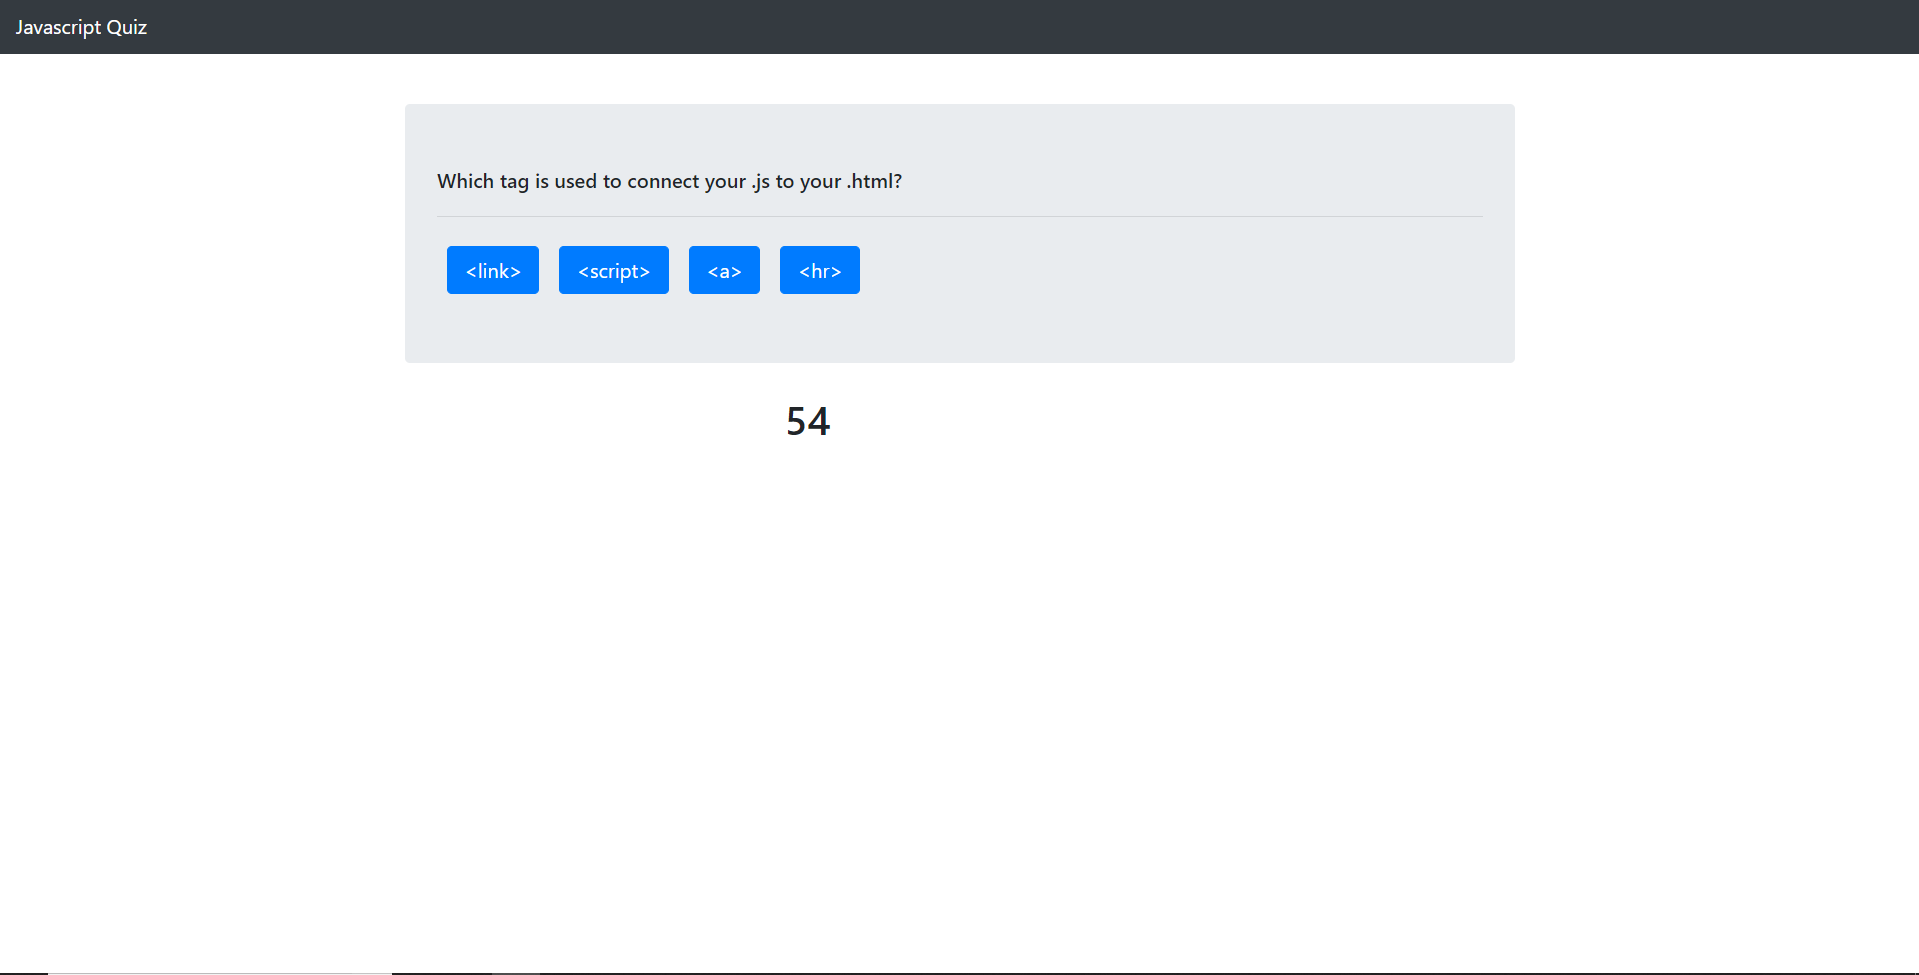 Javascript Quiz
Which tag is used to connect your .js to your .html?
<link> <script> <a> <hr>
54